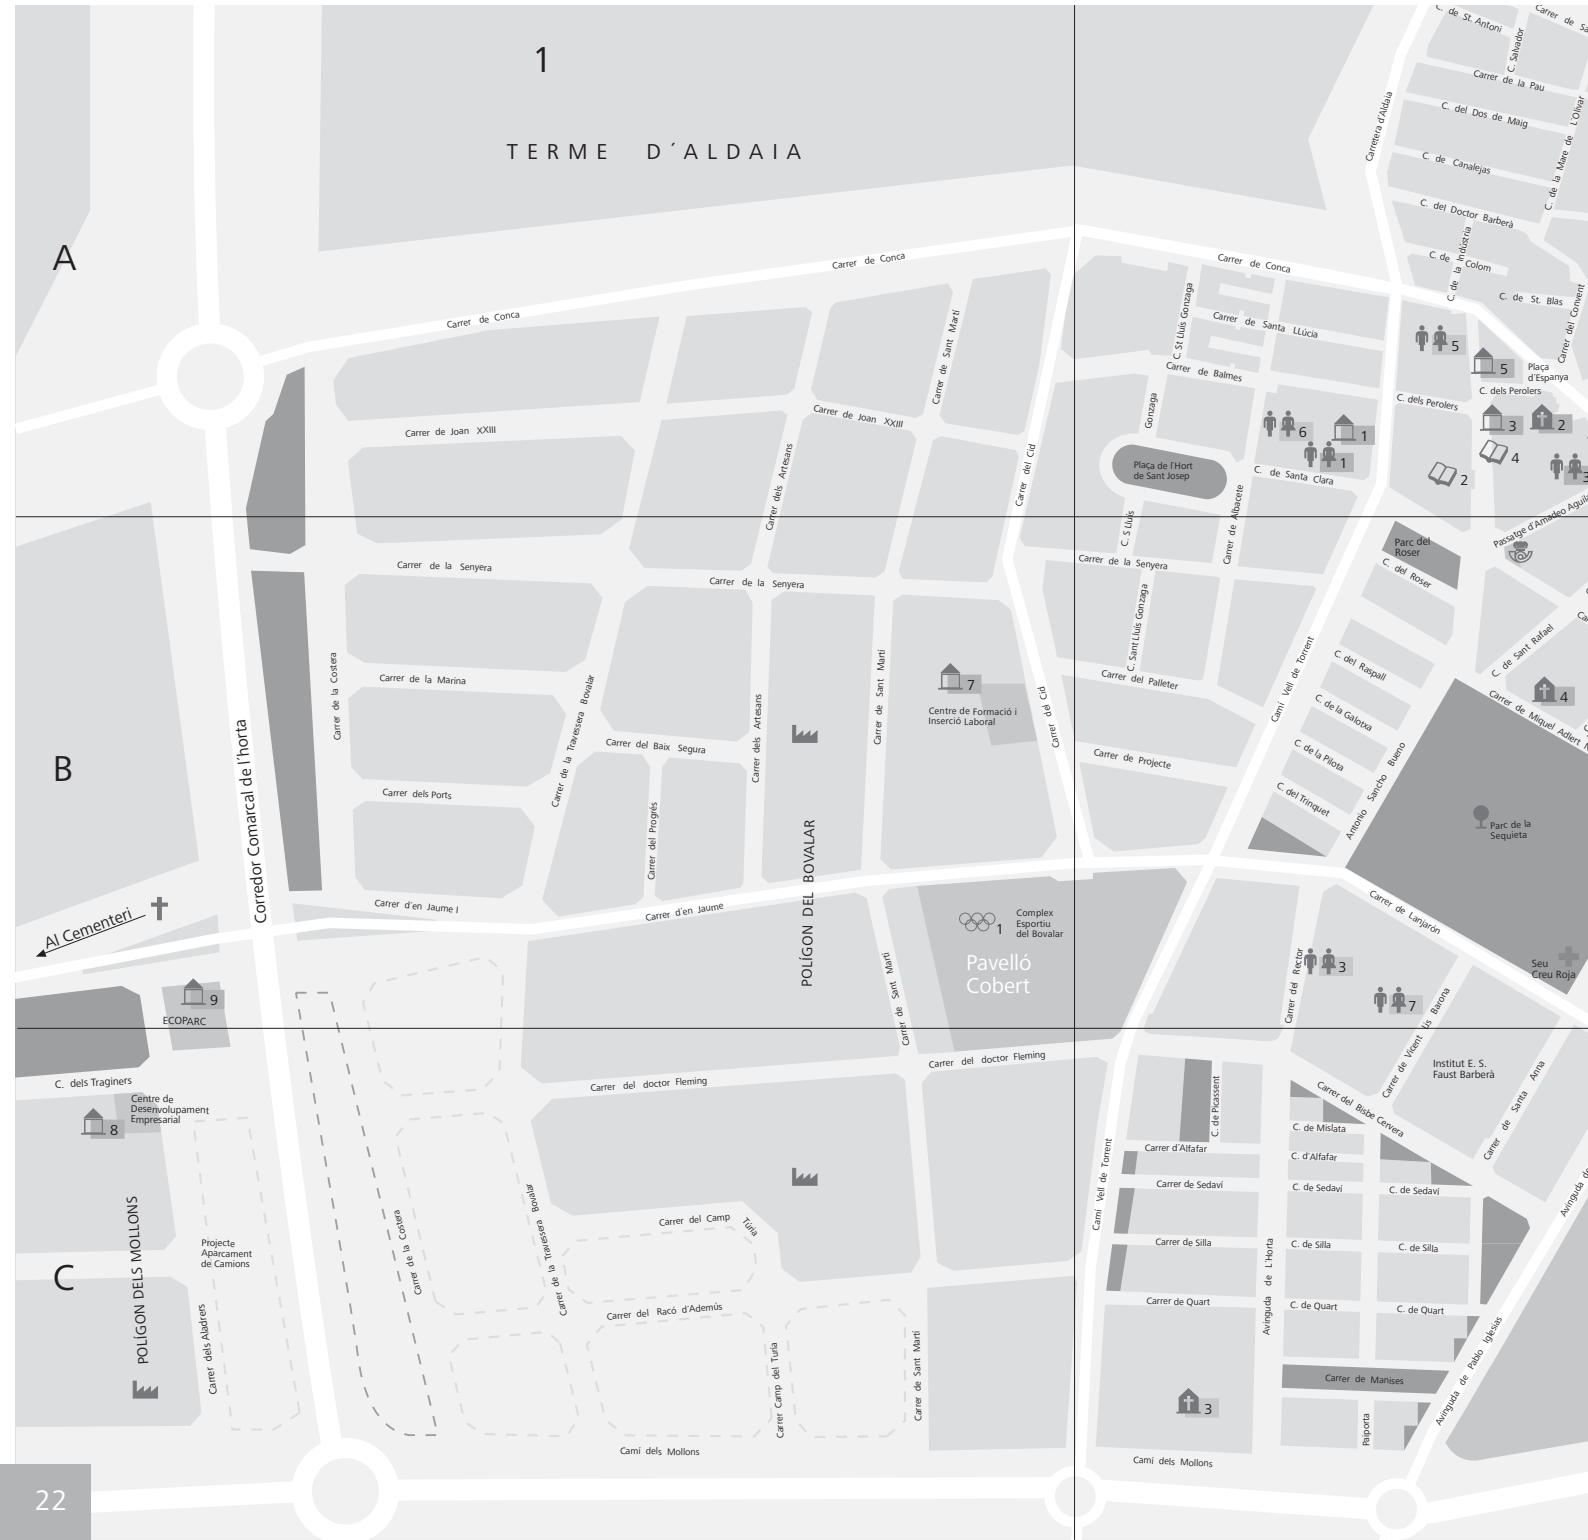 1
TERME D´ALDAIA
A
Carrer de Conca
Carrer de Conca
Carrer de Conca
C. de St. Antoni
C. Salvador
Carrer de la Pau
C. del Dos de Maig
Carretera d'Aldaia
C. de Canalejas
C. de la Mare de L'Olivar
C. del Doctor Barberà
C. de la Indústria
C. de Colom
C. de St. Blas
Carrer del Convent
C. St Lluís Gonzaga
Carrer de Santa LLúcia
Carrer de Balmes
Gonzaga
5
5
Plaça
d'Espanya
C. dels Perolers
C. dels Perolers
3
2
4
2
3
6
1
1
Carrer de Sant Martí
Carrer de Joan XXIII
Carrer de Joan XXIII
Carrer dels Artesans
Carrer del Cid
Plaça de l'Hort
de Sant Josep
C. de Santa Clara
Carrer de Albacete
C. S Lluís
Passatge d'Amadeo Aguila
Parc del
Roser
C. del Roser
Carrer de la Senyera
Carrer de la Senyera
Carrer de la Senyera
C. Sant Lluís Gonzaga
Carrer del Palleter
Carrer de Projecte
Camí Vell de Torrent
C. del Raspall
C. de la Galotxa
C. de la Pilota
C. del Trinquet
Antonio Sancho Bueno
C. de Sant Rafael
4
Carrer de Miquel Adlert N
Parc de la
Sequieta
B
Corredor Comarcal de l´horta
Carrer de la Costera
Carrer de la Marina
Carrer de la Travessera Bovalar
Carrer del Baix Segura
Carrer dels Artesans
Carrer de Sant Martí
7
Centre de Formació i
Inserció Laboral
Carrer del Cid
Carrer dels Ports
Carrer del Progrés
POLÍGON DEL BOVALAR
Carrer d'en Jaume I
Carrer d'en Jaume
Al Cementeri
9
ECOPARC
1
Complex
Esportiu
del Bovalar
Pavelló
Cobert
Carrer de Sant Martí
Carrer de Lanjarón
Seu
Creu Roja
Carrer del Rector
3
7
Carrer de Vicent Lis Barona
Institut E. S.
Faust Barberà
Carrer de Santa Anna
C. dels Traginers
Centre de
Desenvolupament
Empresarial
8
Carrer del doctor Fleming
Carrer del doctor Fleming
Carrer del Bisbe Cervera
C. de Picassent
C. de Mislata
Carrer d'Alfafar
C. d'Alfafar
Carrer de Sedaví
C. de Sedaví
C. de Sedaví
Camí Vell de Torrent
Carrer de Silla
C. de Silla
C. de Silla
Avinguda de L'Horta
Carrer de Quart
C. de Quart
C. de Quart
Avinguda de
Avinguda de Pablo Iglesias
Carrer de Manises
Paiporta
3
C
POLÍGON DELS MOLLONS
Projecte
Aparcament
de Camions
Carrer dels Aladrers
Carrer de la Costera
Carrer de la Travessera Bovalar
Carrer del Camp Túria
Carrer del Racó d'Ademús
Carrer Camp del Turia
Carrer de Sant Martí
Camí dels Mollons
Camí dels Mollons
22